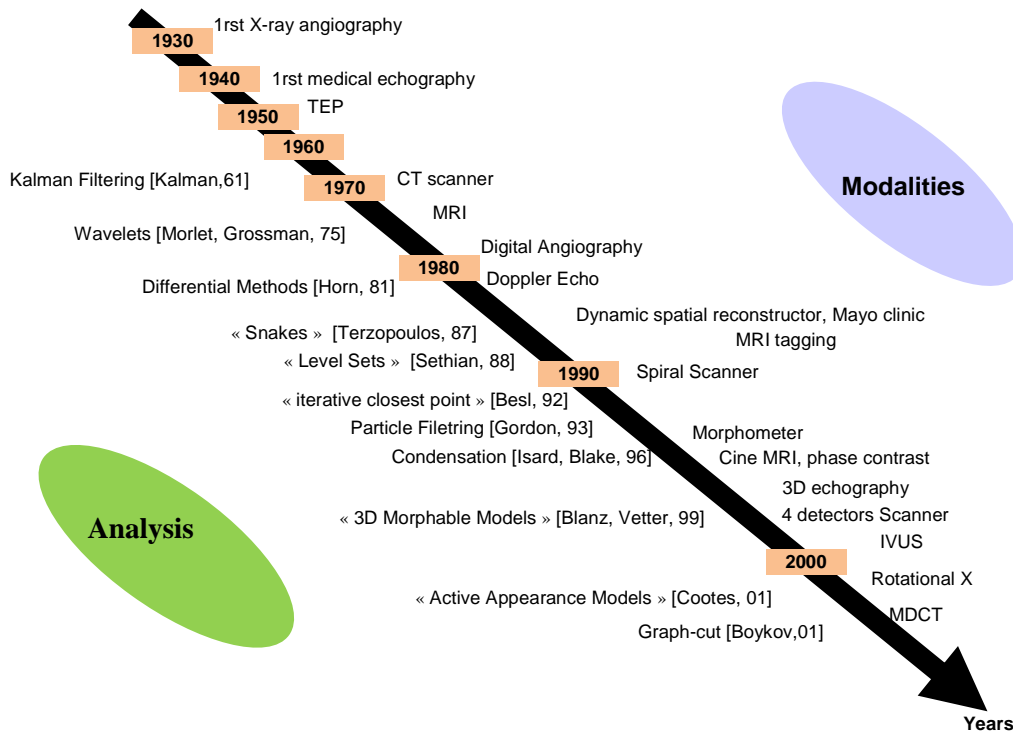 1rst X-ray angiography
1930
1940
1rst medical echography
1950
TEP
1960
Kalman Filtering [Kalman,61]
1970
CT scanner
Modalities
MRI
Wavelets [Morlet, Grossman, 75]
Digital Angiography
1980
Doppler Echo
Differential Methods [Horn, 81]
Dynamic spatial reconstructor, Mayo clinic
« Snakes » [Terzopoulos, 87]
MRI tagging
« Level Sets » [Sethian, 88]
1990
Spiral Scanner
« iterative closest point » [Besl, 92]
Particle Filetring [Gordon, 93]
Morphometer
Condensation [Isard, Blake, 96]
Cine MRI, phase contrast
3D echography
« 3D Morphable Models » [Blanz, Vetter, 99]
4 detectors Scanner
Analysis
IVUS
2000
Rotational X
« Active Appearance Models » [Cootes, 01]
MDCT
Graph-cut [Boykov,01]
Years